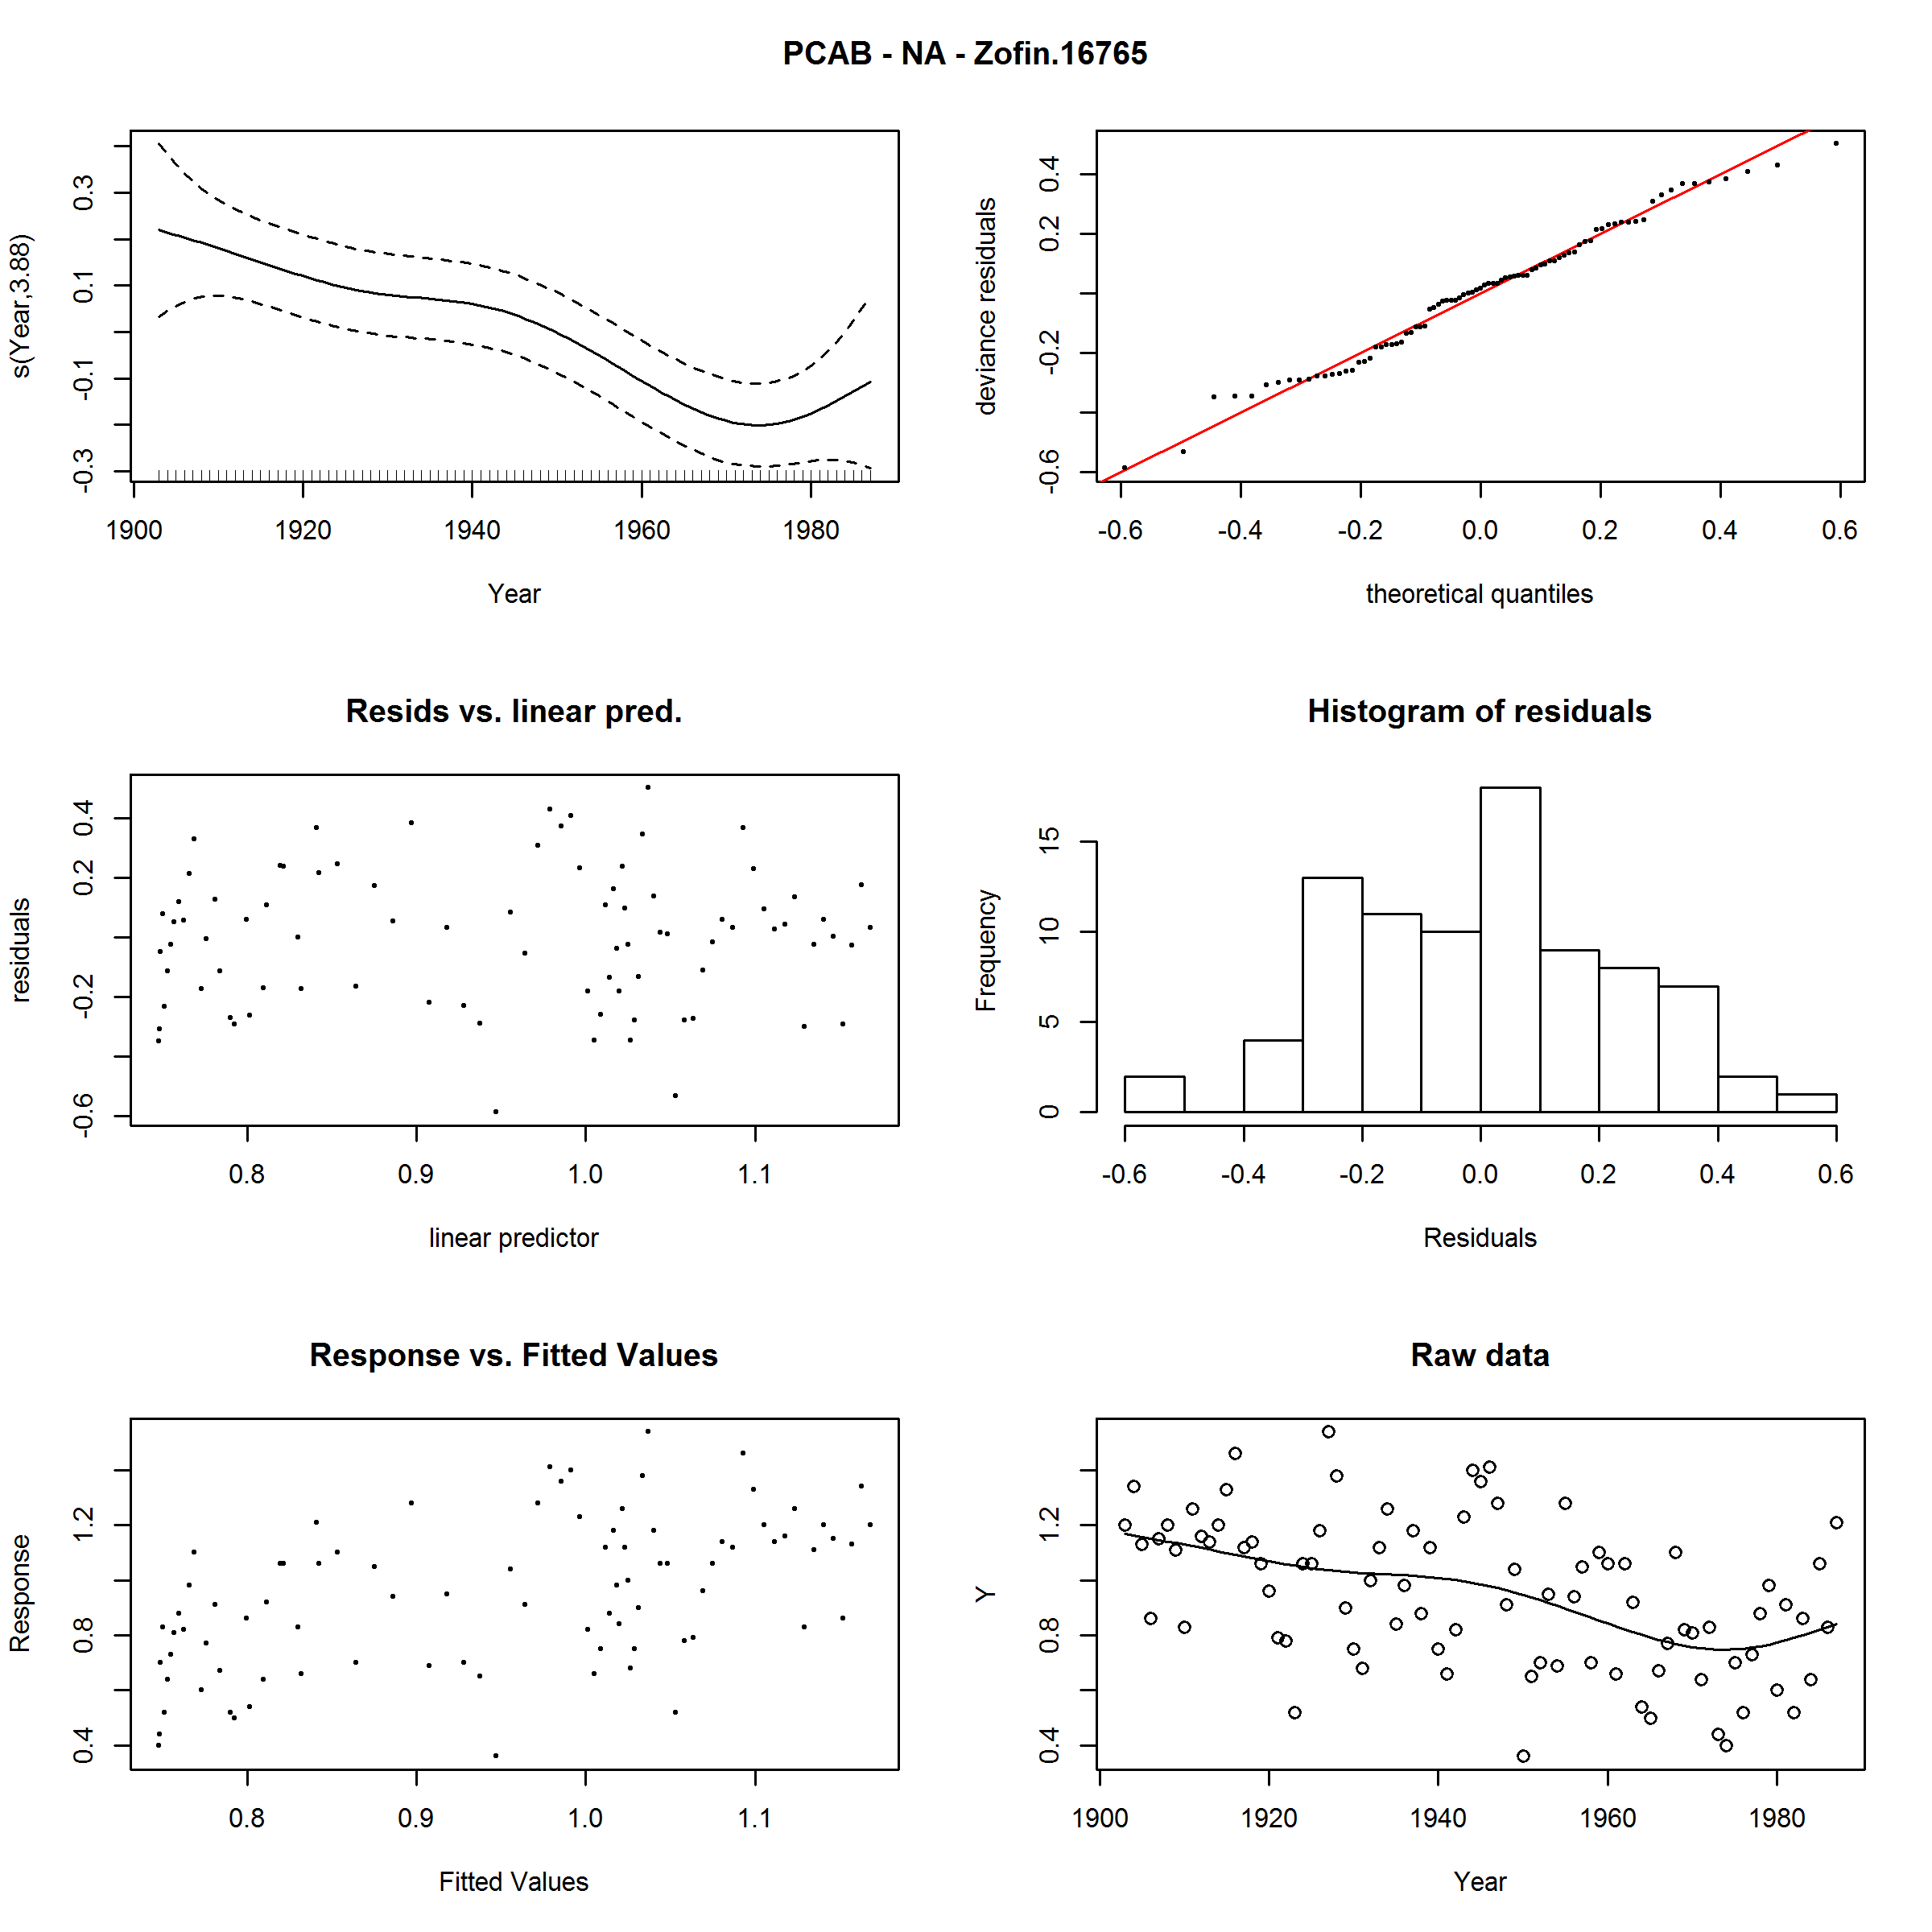 PCAB - NA - Zofin.16765
s(Year,3.88)
-0.3 -0.1 0.1 0.3
1900 1920 1940 1960 1980
Year
deviance residuals
-0.6 -0.2 0.2 0.4
-0.6 -0.4 -0.2 0.0 0.2 0.4 0.6
theoretical quantiles
Resids vs. linear pred.
residuals
-0.6 -0.2 0.2 0.4
0.8 0.9 1.0 1.1
linear predictor
Histogram of residuals
Frequency
0 5 10 15
-0.6 -0.4 -0.2 0.0 0.2 0.4 0.6
Residuals
Response vs. Fitted Values
Response
0.4 0.8 1.2
0.8 0.9 1.0 1.1
Fitted Values
Raw data
Y
0.4 0.8 1.2
1900 1920 1940 1960 1980
Year